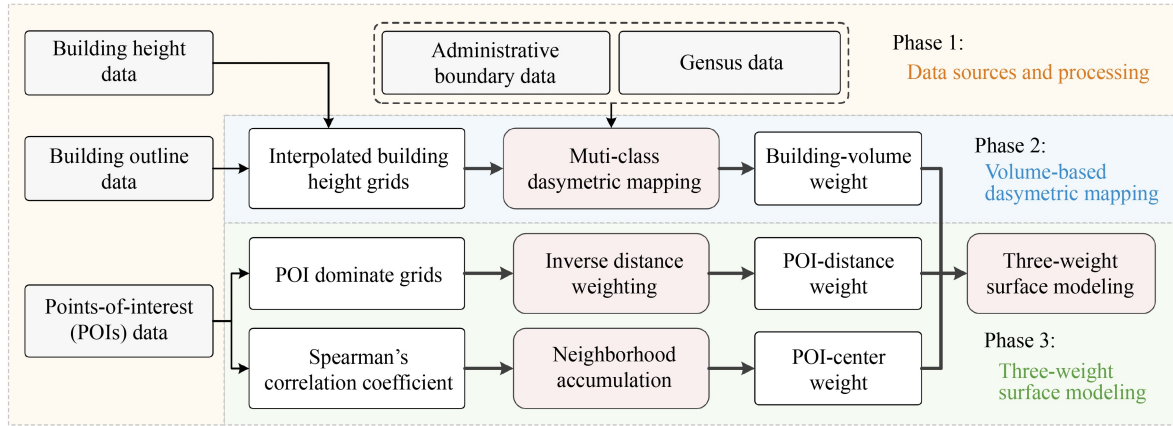 Building height
data
Administrative
boundary data
Gensus data
Phase 1:
Data sources and processing
Building outline
data
Interpolated building
height grids
Muti-class
dasymetric mapping
Building-volume
weight
Phase 2:
Volume-based
dasymetric mapping
Points-of-interest
(POIs) data
POI dominate grids
Inverse distance
weighting
POI-distance
weight
Three-weight
surface modeling
Spearman’s
correlation coefficient
Neighborhood
accumulation
POI-center
weight
Phase 3:
Three-weight
surface modeling